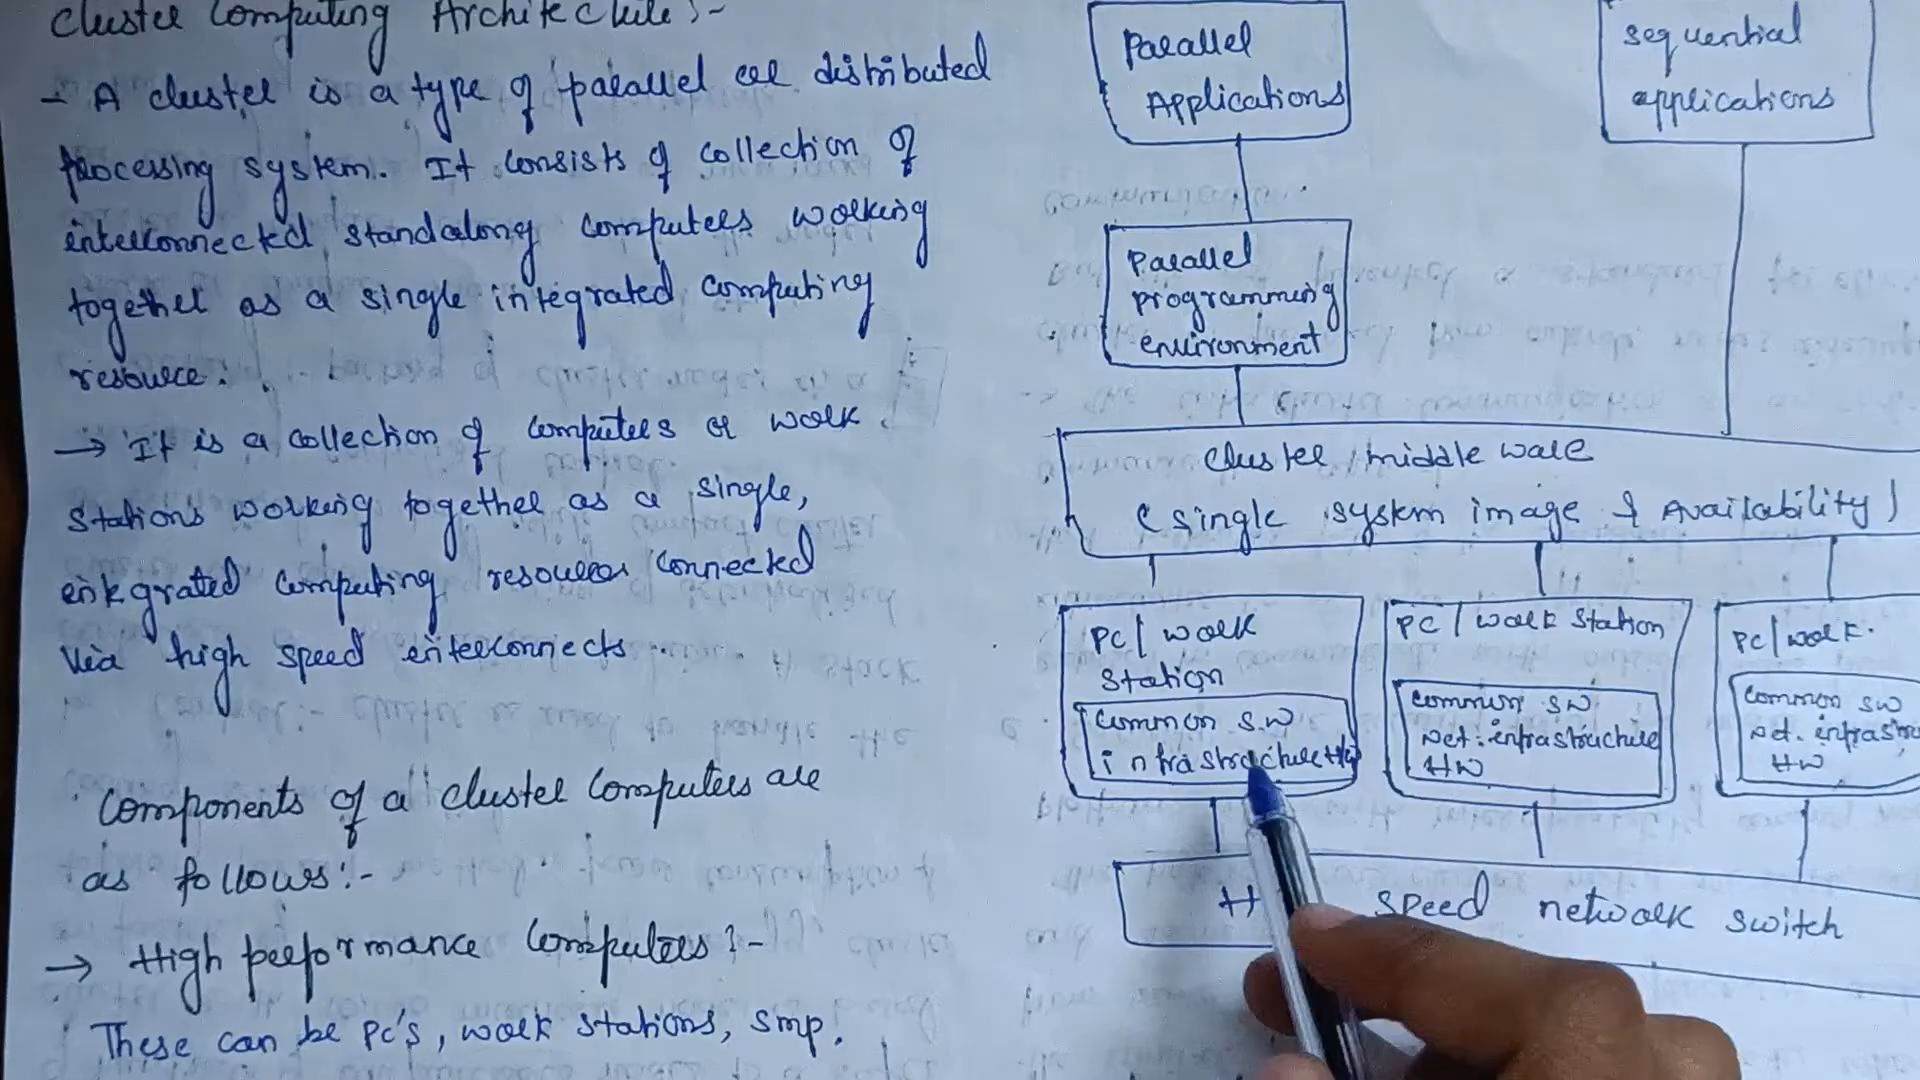 Cluster Computing Architecture :-
- A cluster is a type of parallel or distributed
processing system. It consists of collection of
interconnected standalong computers working
together as a single integrated computing
resource.
→ It is a collection of computers or work
stations working together as a single,
integrated computing resources connected
via high speed interconnects
Components of a cluster computers are
as follows:-
→ High performance Computers :-
These can be PC's, work stations, smp.
Parallel
Applications
sequential
applications
Parallel
programming
environment
cluster middle ware
(single system image & Availability)
PC / work
station
Common S.W
infrastructure HW
PC / work station
Common SW
Net. infrastructure
HW
PC / work.
Common SW
Net.
HW
speed network switch